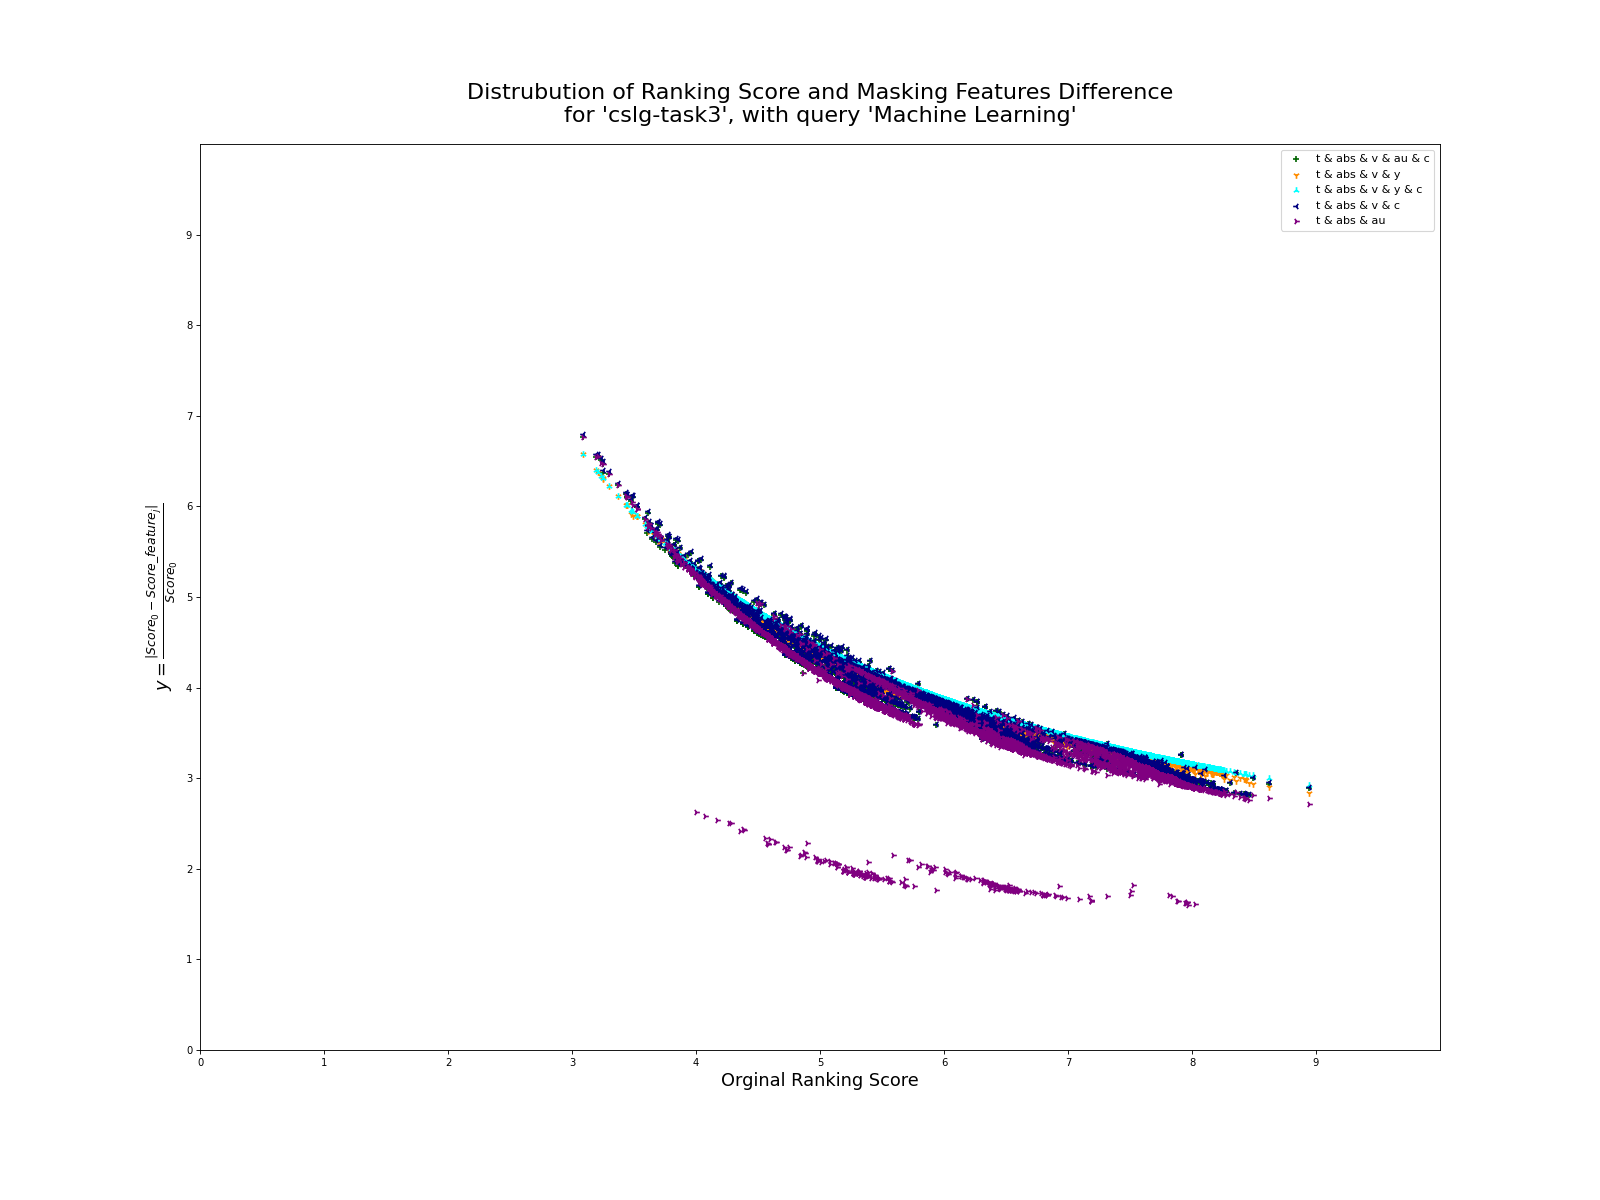 Distrubution of Ranking Score and Masking Features Difference
for 'cslg-task3', with query 'Machine Learning'
t & abs & v & au & c
t & abs & v & y
t & abs & v & y & c
t & abs & v & c
t & abs & au
9
8
7
6
5
4
3
2
1
0
y = |Score₀ − Score_featureⱼ| / Score₀
0 1 2 3 4 5 6 7 8 9
Orginal Ranking Score